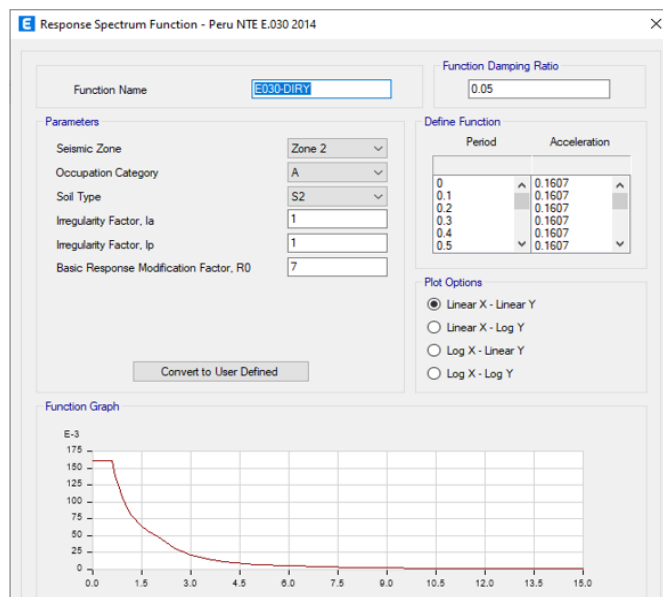 E Response Spectrum Function - Peru NTE E.030 2014
Function Name
E030-DIRY
Function Damping Ratio
0.05
Parameters
Seismic Zone Zone 2
Occupation Category A
Soil Type S2
Irregularity Factor, Ia 1
Irregularity Factor, Ip 1
Basic Response Modification Factor, R0 7
Convert to User Defined
Define Function
Period Acceleration
0 0.1607
0.1 0.1607
0.2 0.1607
0.3 0.1607
0.4 0.1607
0.5 0.1607
Plot Options
Linear X - Linear Y
Linear X - Log Y
Log X - Linear Y
Log X - Log Y
Function Graph
E-3
175
150
125
100
75
50
25
0
0.0 1.5 3.0 4.5 6.0 7.5 9.0 10.5 12.0 13.5 15.0